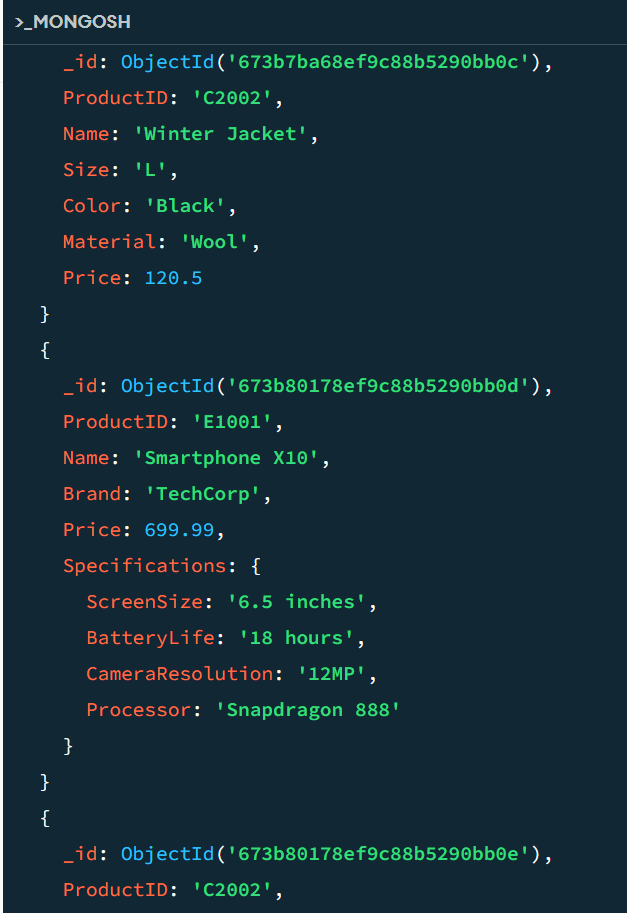 >_MONGOSH
_id: ObjectId('673b7ba68ef9c88b5290bb0c'),
ProductID: 'C2002',
Name: 'Winter Jacket',
Size: 'L',
Color: 'Black',
Material: 'Wool',
Price: 120.5
}
{
_id: ObjectId('673b80178ef9c88b5290bb0d'),
ProductID: 'E1001',
Name: 'Smartphone X10',
Brand: 'TechCorp',
Price: 699.99,
Specifications: {
ScreenSize: '6.5 inches',
BatteryLife: '18 hours',
CameraResolution: '12MP',
Processor: 'Snapdragon 888'
}
}
{
_id: ObjectId('673b80178ef9c88b5290bb0e'),
ProductID: 'C2002',